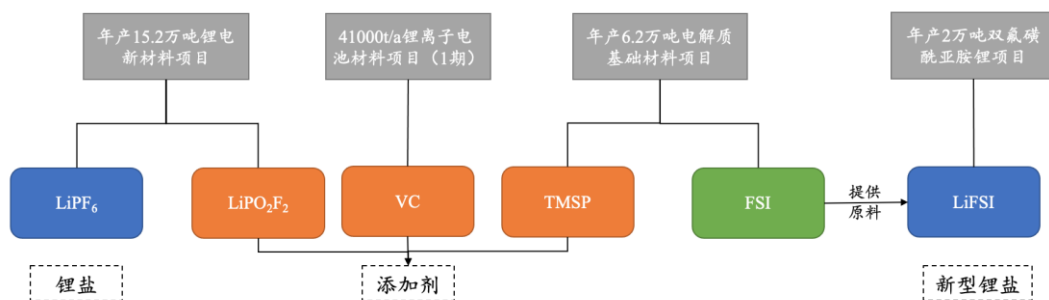 年产15.2万吨锂电
新材料项目
41000t/a锂离子电
池材料项目（1期）
年产6.2万吨电解质
基础材料项目
年产2万吨双氟磺
酰亚胺锂项目
LiPF₆
LiPO₂F₂
VC
TMSP
FSI
提供
原料
LiFSI
锂盐
添加剂
新型锂盐